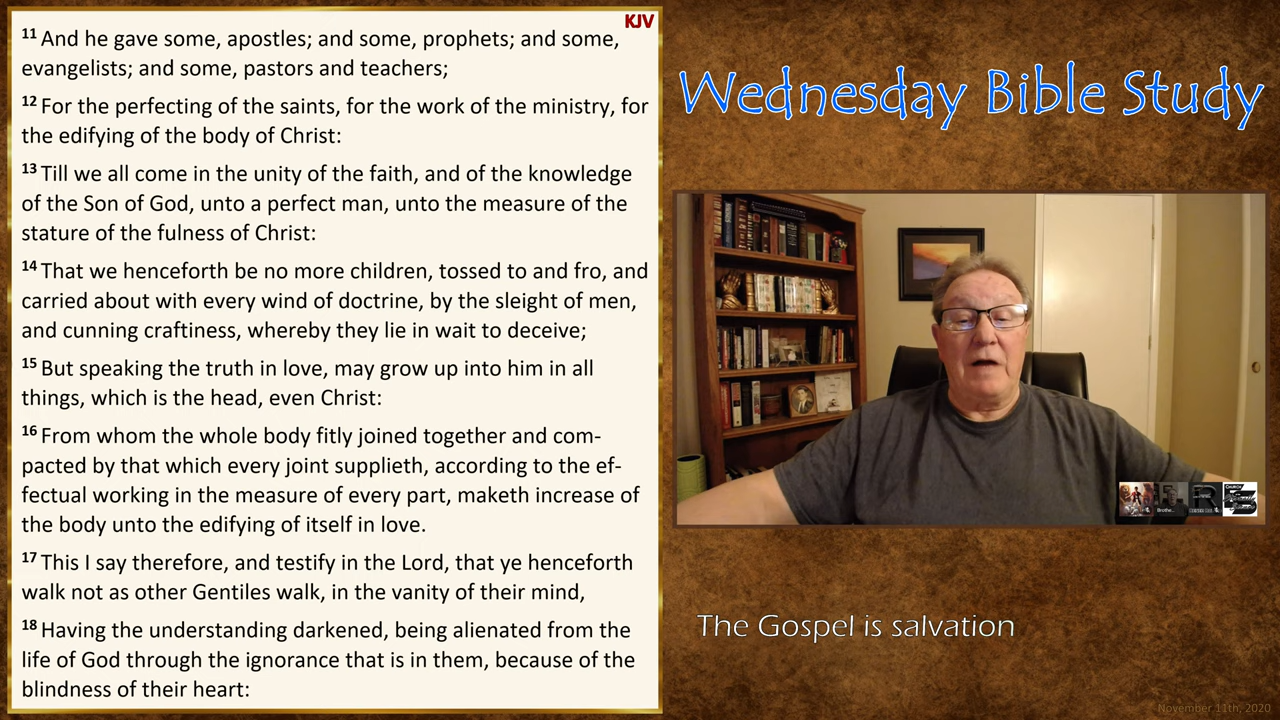 KJV
11 And he gave some, apostles; and some, prophets; and some,
evangelists; and some, pastors and teachers;
12 For the perfecting of the saints, for the work of the ministry, for
the edifying of the body of Christ:
13 Till we all come in the unity of the faith, and of the knowledge
of the Son of God, unto a perfect man, unto the measure of the
stature of the fulness of Christ:
14 That we henceforth be no more children, tossed to and fro, and
carried about with every wind of doctrine, by the sleight of men,
and cunning craftiness, whereby they lie in wait to deceive;
15 But speaking the truth in love, may grow up into him in all
things, which is the head, even Christ:
16 From whom the whole body fitly joined together and com-
pacted by that which every joint supplieth, according to the ef-
fectual working in the measure of every part, maketh increase of
the body unto the edifying of itself in love.
17 This I say therefore, and testify in the Lord, that ye henceforth
walk not as other Gentiles walk, in the vanity of their mind,
18 Having the understanding darkened, being alienated from the
life of God through the ignorance that is in them, because of the
blindness of their heart:
Wednesday Bible Study
Brothe...
CHURCH
The Gospel is salvation
November 11th, 2020